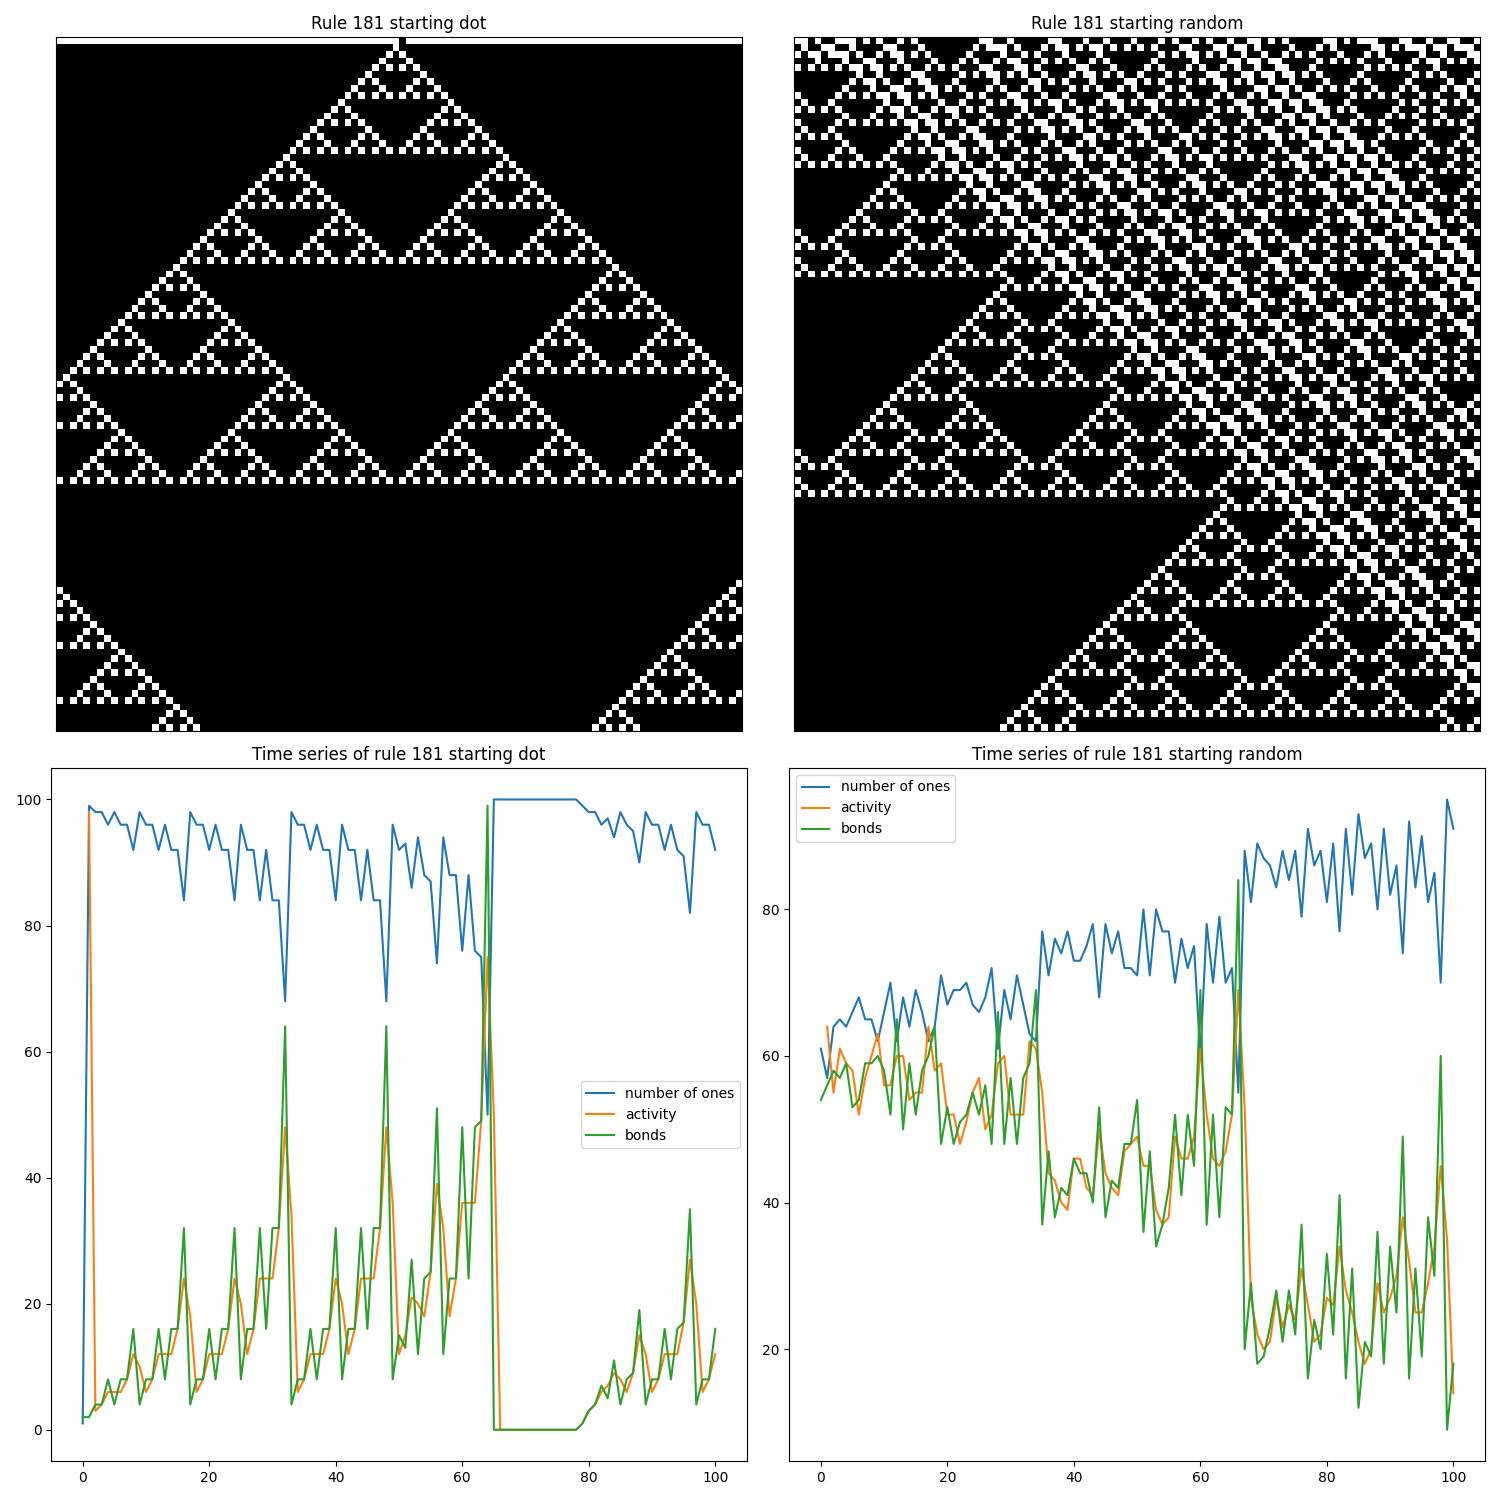 Rule 181 starting dot
Rule 181 starting random
Time series of rule 181 starting dot
100
80
60
40
20
0
number of ones
activity
bonds
0 20 40 60 80 100
Time series of rule 181 starting random
number of ones
activity
bonds
80
60
40
20
0 20 40 60 80 100